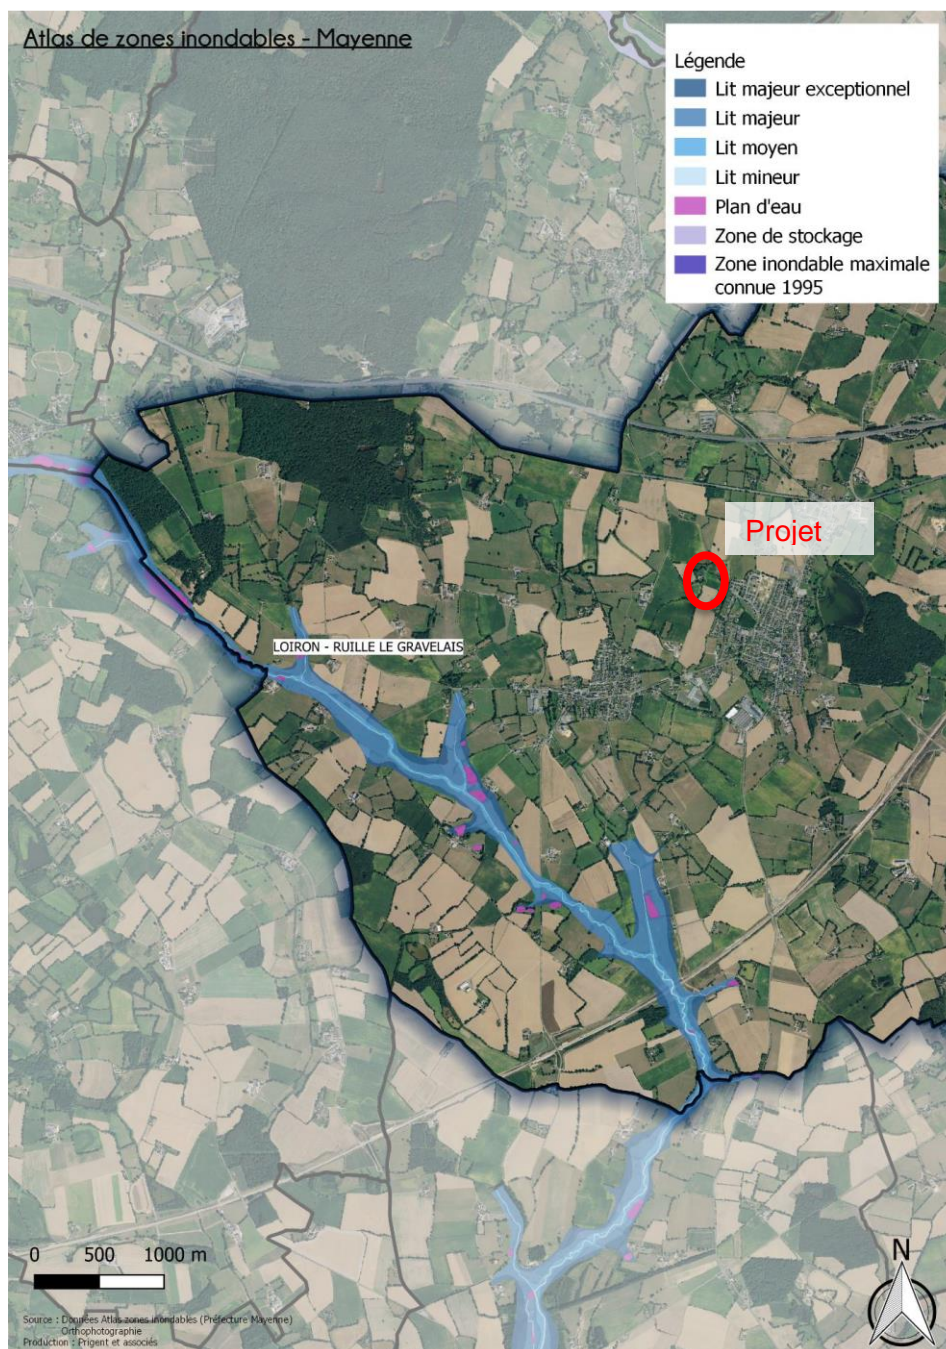 Atlas de zones inondables - Mayenne
Légende
Lit majeur exceptionnel
Lit majeur
Lit moyen
Lit mineur
Plan d'eau
Zone de stockage
Zone inondable maximale
connue 1995
Projet
LOIRON - RUILLE LE GRAVELAIS
0 500 1000 m
N
Source : Données Atlas zones inondables (Préfecture Mayenne)
Orthophotographie
Production : Prigent et associés